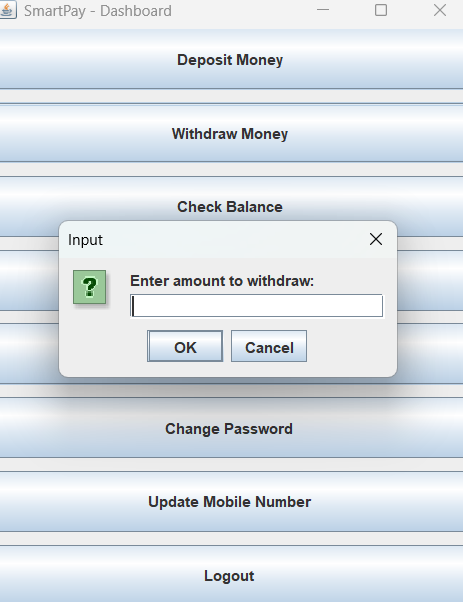 SmartPay - Dashboard
Deposit Money
Withdraw Money
Check Balance
Input
?
Enter amount to withdraw:
OK
Cancel
Change Password
Update Mobile Number
Logout